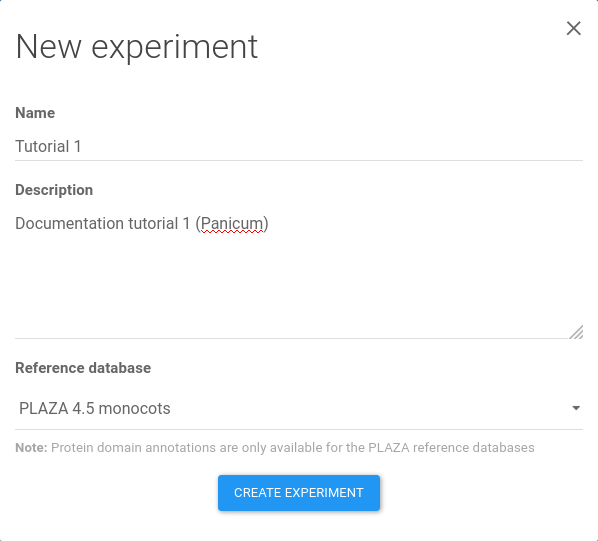 New experiment
Name
Tutorial 1
Description
Documentation tutorial 1 (Panicum)
Reference database
PLAZA 4.5 monocots
Note: Protein domain annotations are only available for the PLAZA reference databases
CREATE EXPERIMENT